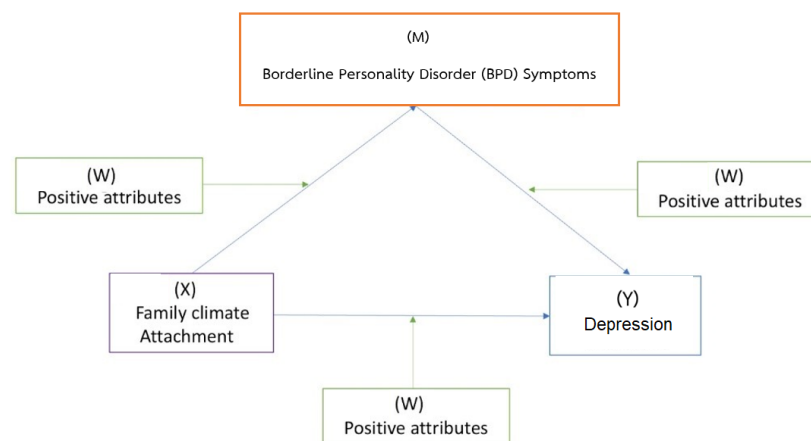 (M)
Borderline Personality Disorder (BPD) Symptoms
(W)
Positive attributes
(W)
Positive attributes
(X)
Family climate
Attachment
(Y)
Depression
(W)
Positive attributes